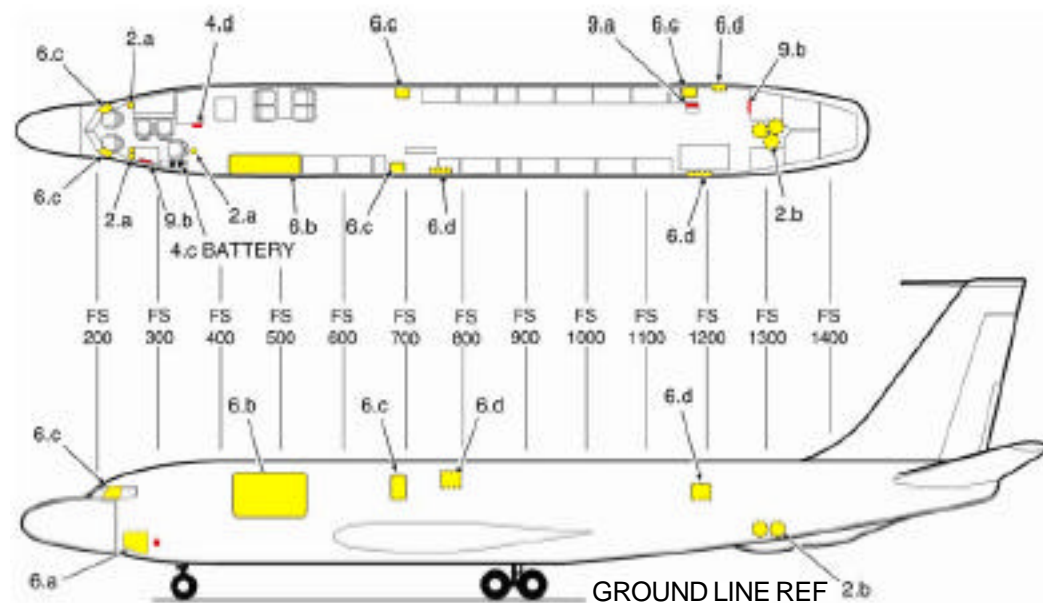 4.d
6.c
9.a
6.c
6.d
2.a
9.b
6.c
6.c
2.a
9.b
2.a
6.b
6.c
6.d
6.d
2.b
4.c BATTERY
FS FS FS FS FS FS FS FS FS FS FS FS FS
200 300 400 500 600 700 800 900 1000 1100 1200 1300 1400
6.b
6.c
6.d
6.d
6.c
6.a
GROUND LINE REF
2.b